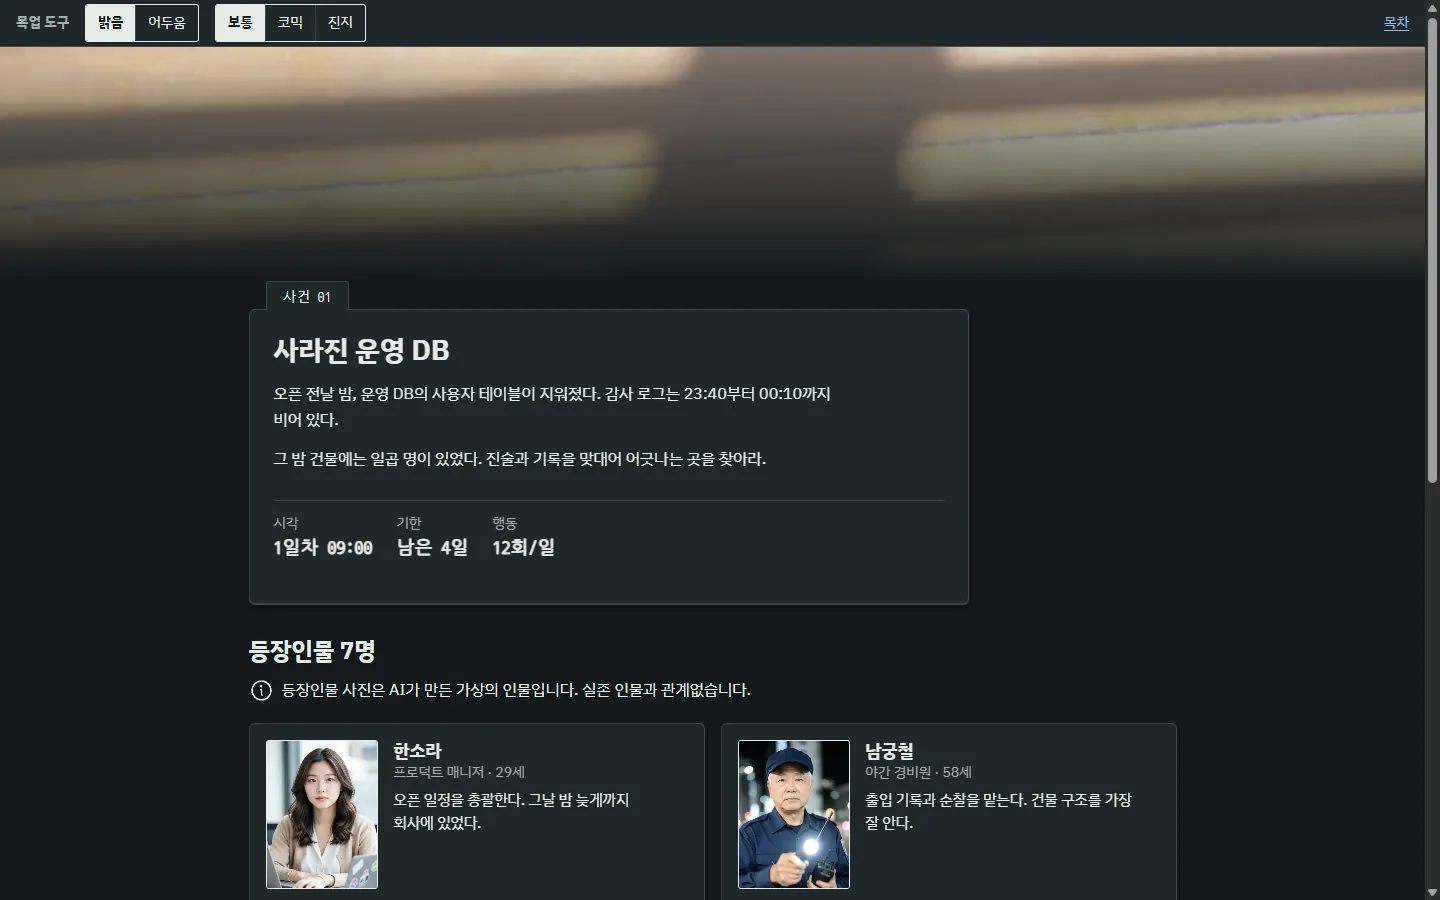 목업 도구
밝음
어두움
보통
코믹
진지
목차
사건 01
사라진 운영 DB
오픈 전날 밤, 운영 DB의 사용자 테이블이 지워졌다. 감사 로그는 23:40부터 00:10까지
비어 있다.
그 밤 건물에는 일곱 명이 있었다. 진술과 기록을 맞대어 어긋나는 곳을 찾아라.
시각
1일차 09:00
기한
남은 4일
행동
12회/일
등장인물 7명
등장인물 사진은 AI가 만든 가상의 인물입니다. 실존 인물과 관계없습니다.
한소라
프로덕트 매니저 · 29세
오픈 일정을 총괄한다. 그날 밤 늦게까지
회사에 있었다.
남궁철
야간 경비원 · 58세
출입 기록과 순찰을 맡는다. 건물 구조를 가장
잘 안다.